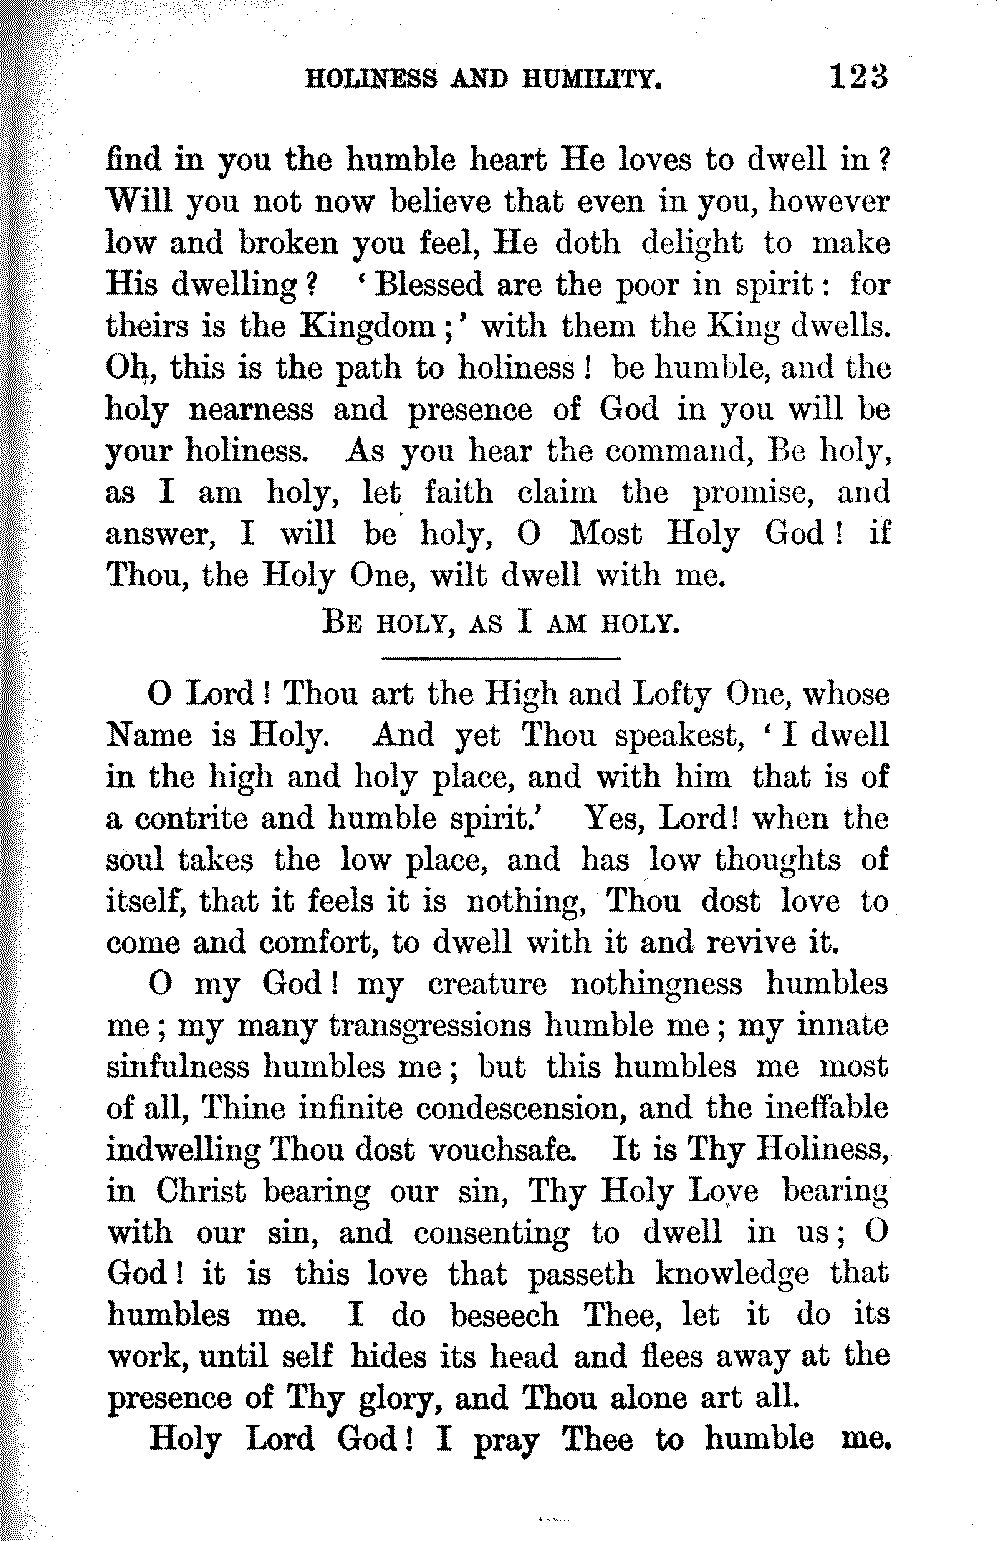 HOLINESS AND HUMILITY. 123
find in you the humble heart He loves to dwell in ?
Will you not now believe that even in you, however
low and broken you feel, He doth delight to make
His dwelling ? ‘ Blessed are the poor in spirit : for
theirs is the Kingdom ;’ with them the King dwells.
Oh, this is the path to holiness ! be humble, and the
holy nearness and presence of God in you will be
your holiness. As you hear the command, Be holy,
as I am holy, let faith claim the promise, and
answer, I will be holy, O Most Holy God ! if
Thou, the Holy One, wilt dwell with me.
BE HOLY, AS I AM HOLY.
O Lord ! Thou art the High and Lofty One, whose
Name is Holy. And yet Thou speakest, ‘ I dwell
in the high and holy place, and with him that is of
a contrite and humble spirit.’ Yes, Lord! when the
soul takes the low place, and has low thoughts of
itself, that it feels it is nothing, Thou dost love to
come and comfort, to dwell with it and revive it.
O my God ! my creature nothingness humbles
me ; my many transgressions humble me ; my innate
sinfulness humbles me ; but this humbles me most
of all, Thine infinite condescension, and the ineffable
indwelling Thou dost vouchsafe. It is Thy Holiness,
in Christ bearing our sin, Thy Holy Love bearing
with our sin, and consenting to dwell in us ; O
God ! it is this love that passeth knowledge that
humbles me. I do beseech Thee, let it do its
work, until self hides its head and flees away at the
presence of Thy glory, and Thou alone art all.
Holy Lord God ! I pray Thee to humble me.